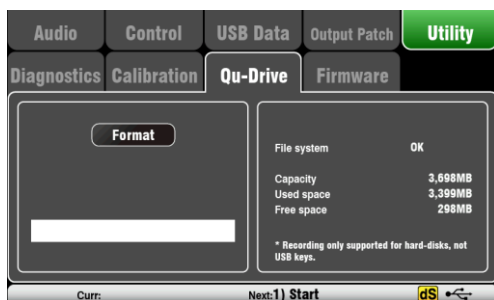 Audio Control USB Data Output Patch Utility
Diagnostics Calibration Qu-Drive Firmware
Format
File system OK
Capacity 3,698MB
Used space 3,399MB
Free space 298MB
* Recording only supported for hard-disks, not
USB keys.
Curr: Next:1) Start dS